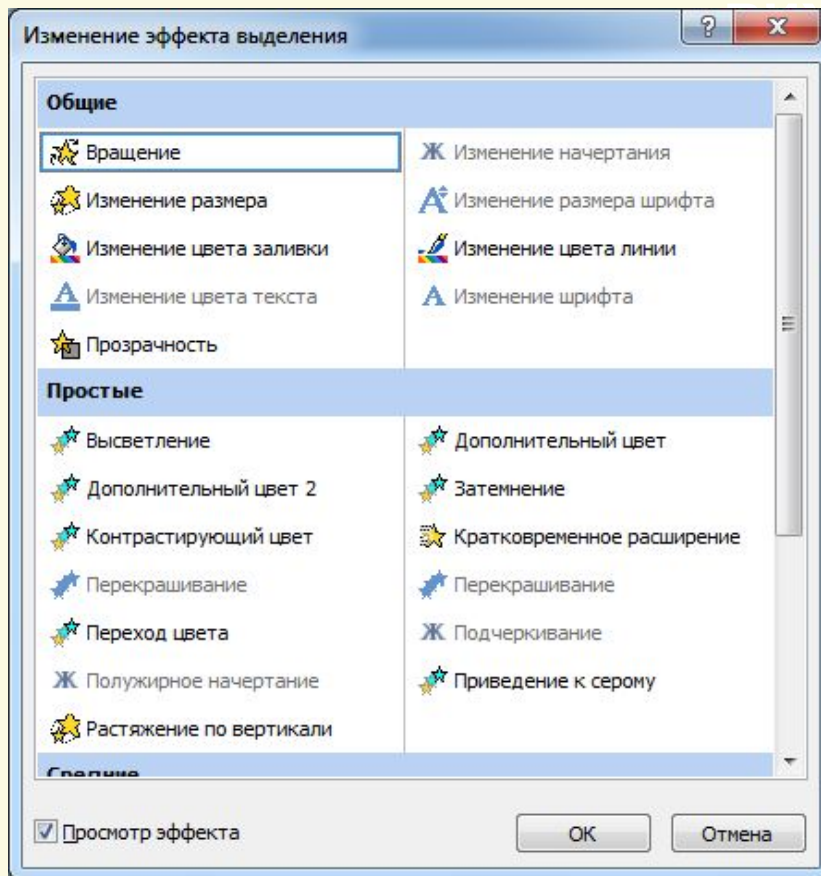 Изменение эффекта выделения
Общие
Вращение
Ж Изменение начертания
Изменение размера
A Изменение размера шрифта
Изменение цвета заливки
Изменение цвета линии
A Изменение цвета текста
A Изменение шрифта
Прозрачность
Простые
Высветление
Дополнительный цвет
Дополнительный цвет 2
Затемнение
Контрастирующий цвет
Кратковременное расширение
Перекрашивание
Перекрашивание
Переход цвета
Ж Подчеркивание
Ж Полужирное начертание
Приведение к серому
Растяжение по вертикали
Средние
Просмотр эффекта
ОК
Отмена